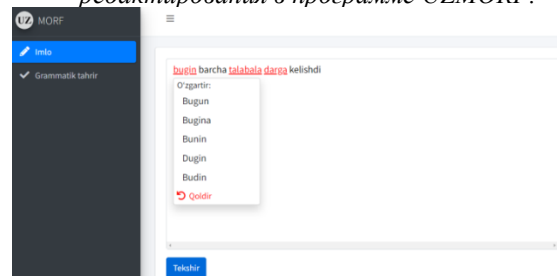 редактирования в программе UZMORF.
UZ MORF
Imlo
Grammatik tahrir
bugin barcha talabala darga kelishdi
O'zgartir:
Bugun
Bugina
Bunin
Dugin
Budin
Qoldir
Tekshir